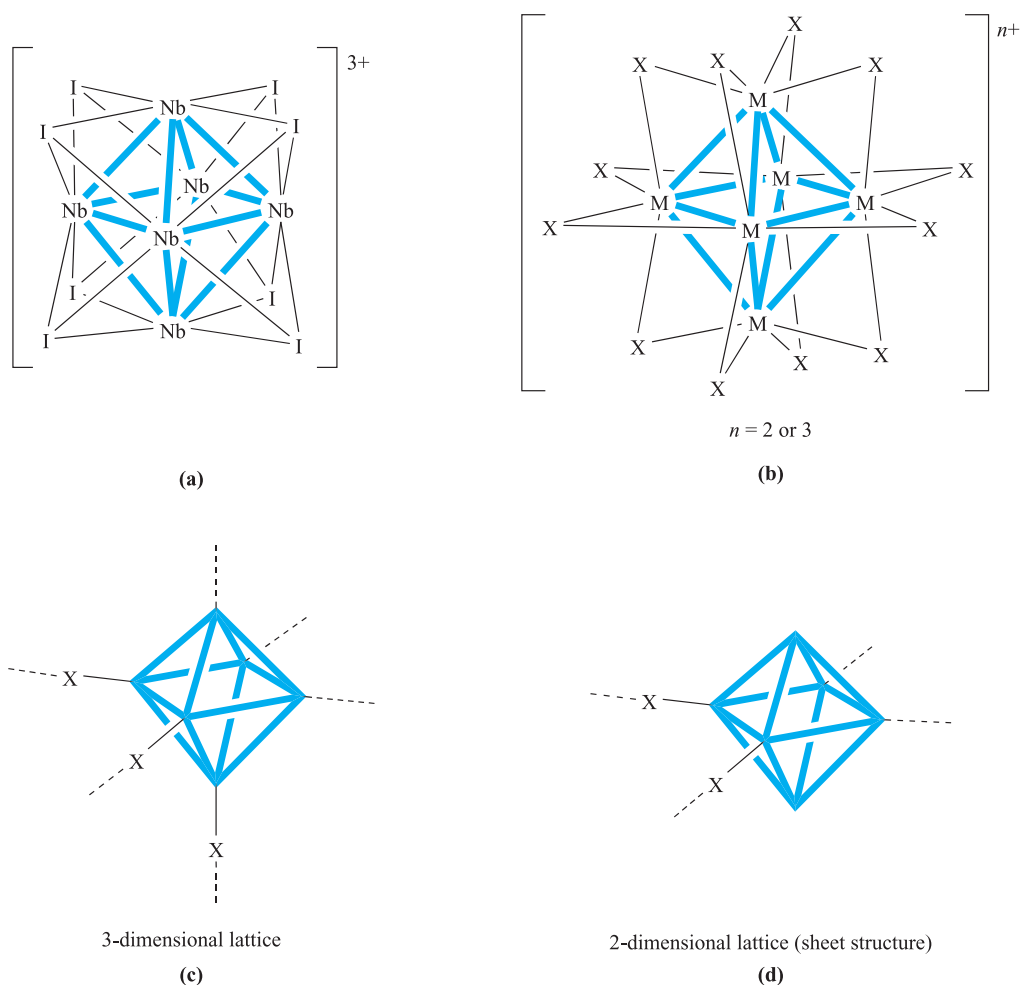 3+
I I
Nb
I I
Nb
Nb Nb
Nb
I I
Nb
I I
(a)
n+
X
X X X
M
X M X
M M
X M X
M
X X X
X
n = 2 or 3
(b)
X
X
X
3-dimensional lattice
(c)
X
X
2-dimensional lattice (sheet structure)
(d)